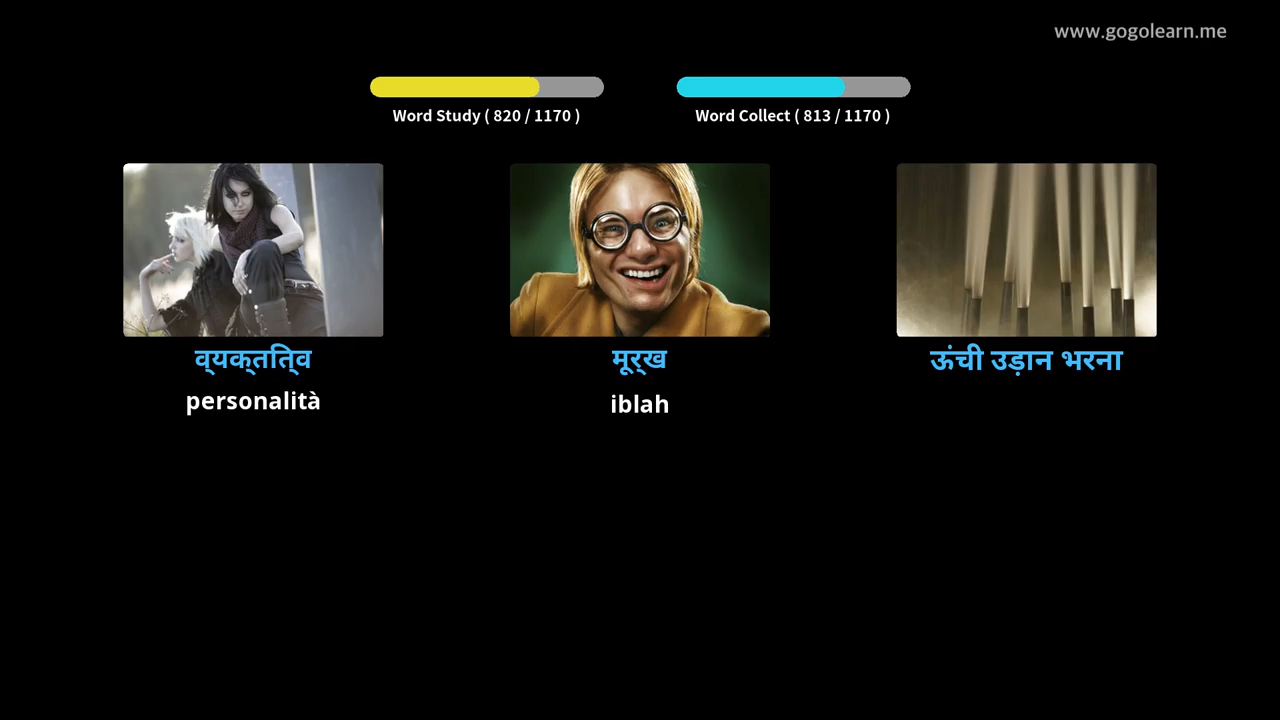 www.gogolearn.me
Word Study ( 820 / 1170 )
Word Collect ( 813 / 1170 )
व्यक्तित्वि
मूर्ख
ऊंची उड़ान भरना
personalità
iblah